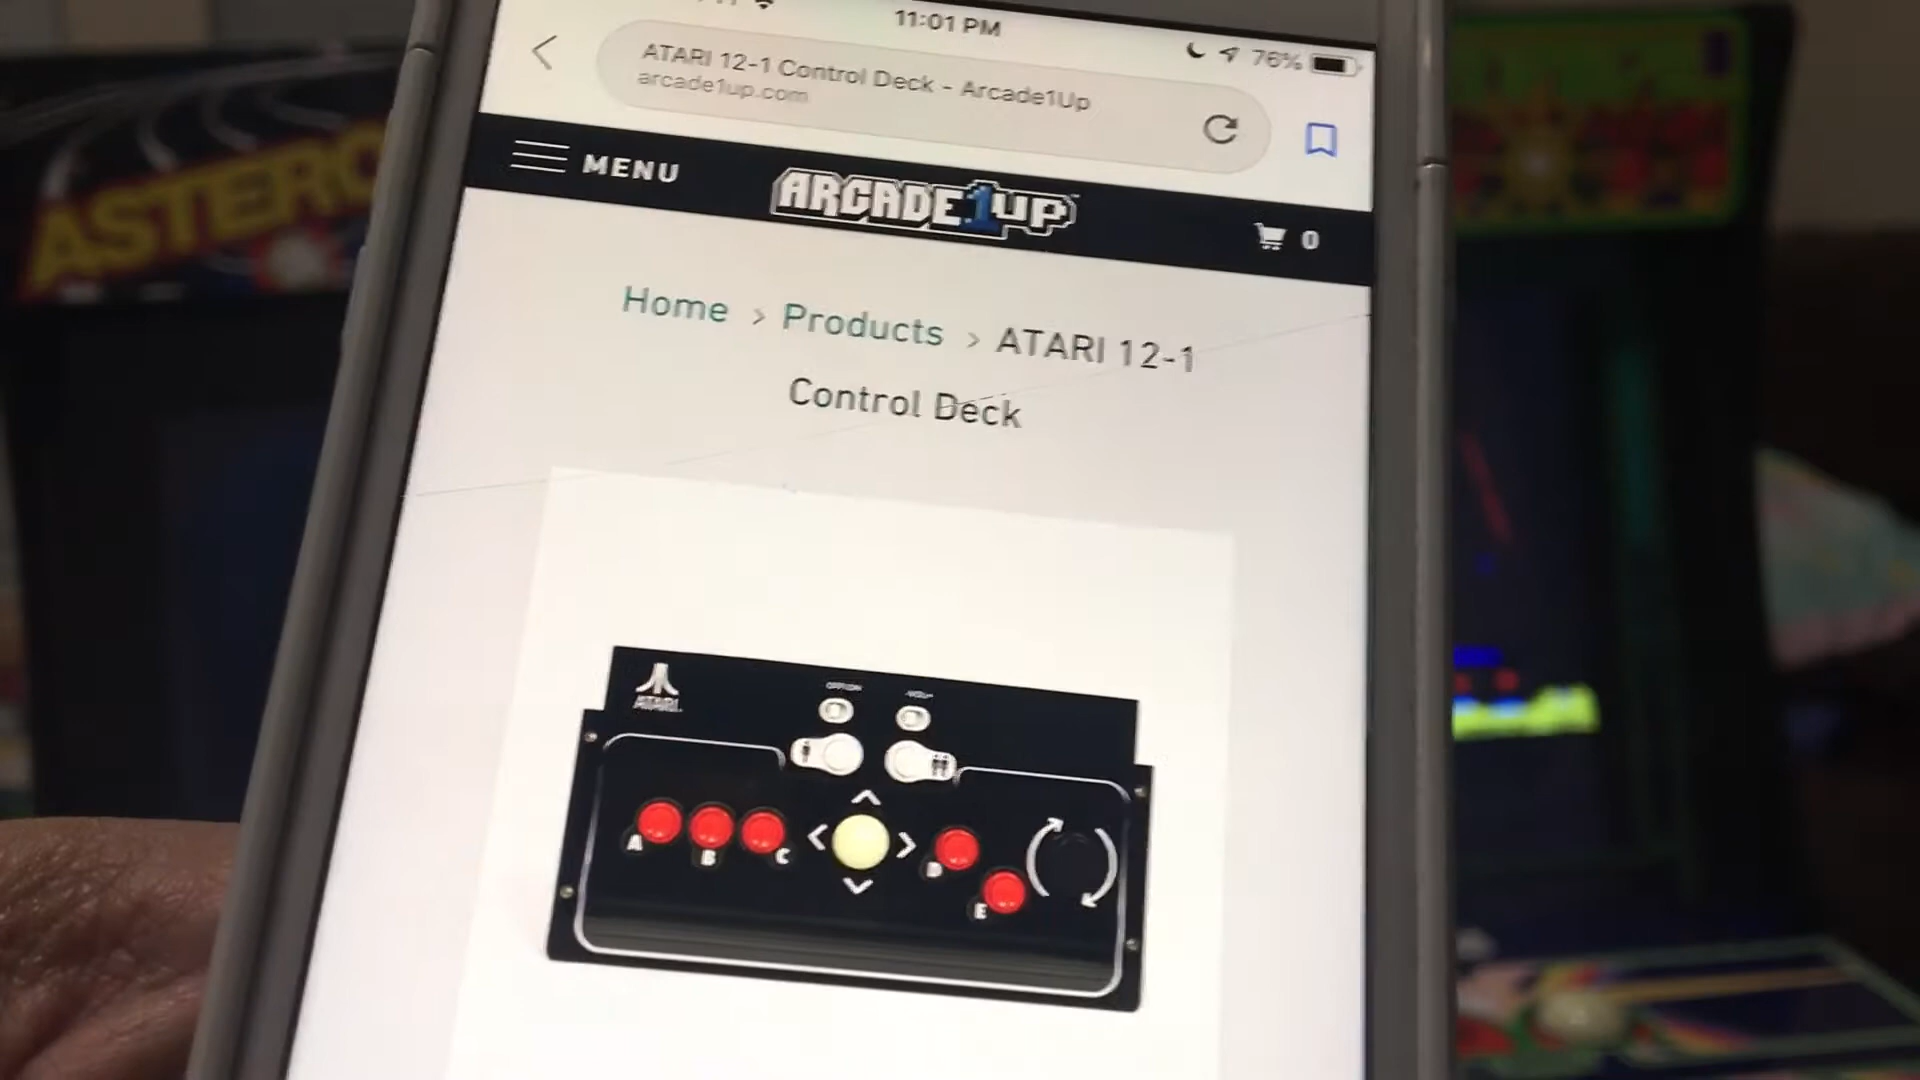 11:01 PM
76%
ATARI 12-1 Control Deck - Arcade1Up
arcade1up.com
MENU
ARCADE1UP
0
Home > Products > ATARI 12-1
Control Deck
ATARI
A
B
C
D
E
ASTERO